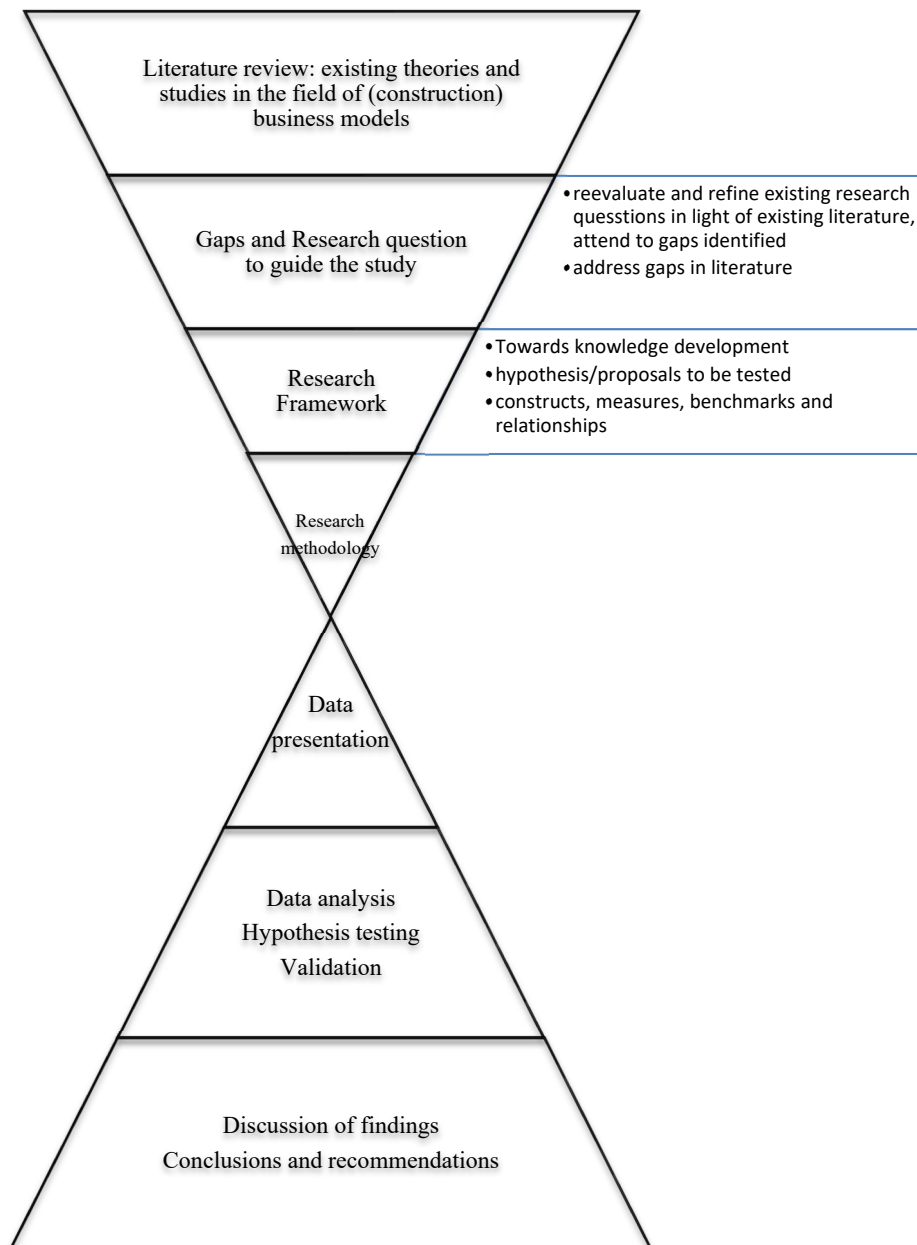 Literature review: existing theories and
studies in the field of (construction)
business models
Gaps and Research question
to guide the study
•reevaluate and refine existing research
quesstions in light of existing literature,
attend to gaps identified
•address gaps in literature
Research
Framework
•Towards knowledge development
•hypothesis/proposals to be tested
•constructs, measures, benchmarks and
relationships
Research
methodology
Data
presentation
Data analysis
Hypothesis testing
Validation
Discussion of findings
Conclusions and recommendations